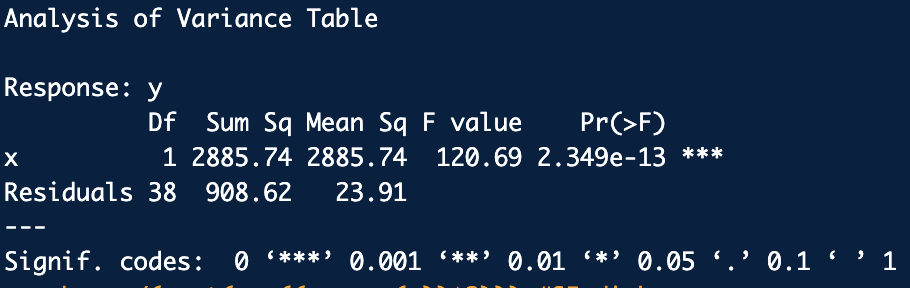 Analysis of Variance Table
Response: y
Df Sum Sq Mean Sq F value Pr(>F)
x 1 2885.74 2885.74 120.69 2.349e-13 ***
Residuals 38 908.62 23.91
---
Signif. codes: 0 ‘***’ 0.001 ‘**’ 0.01 ‘*’ 0.05 ‘.’ 0.1 ‘ ’ 1